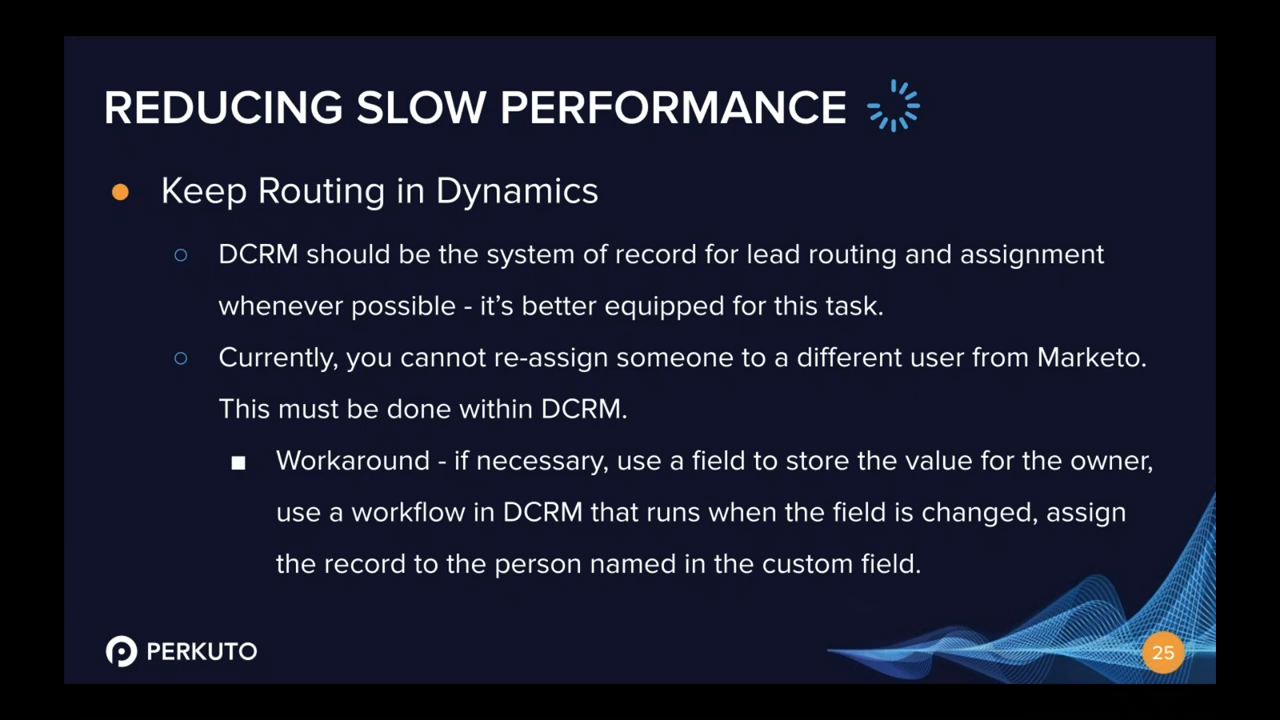 REDUCING SLOW PERFORMANCE
● Keep Routing in Dynamics
○ DCRM should be the system of record for lead routing and assignment
whenever possible - it’s better equipped for this task.
○ Currently, you cannot re-assign someone to a different user from Marketo.
This must be done within DCRM.
■ Workaround - if necessary, use a field to store the value for the owner,
use a workflow in DCRM that runs when the field is changed, assign
the record to the person named in the custom field.
PERKUTO
25